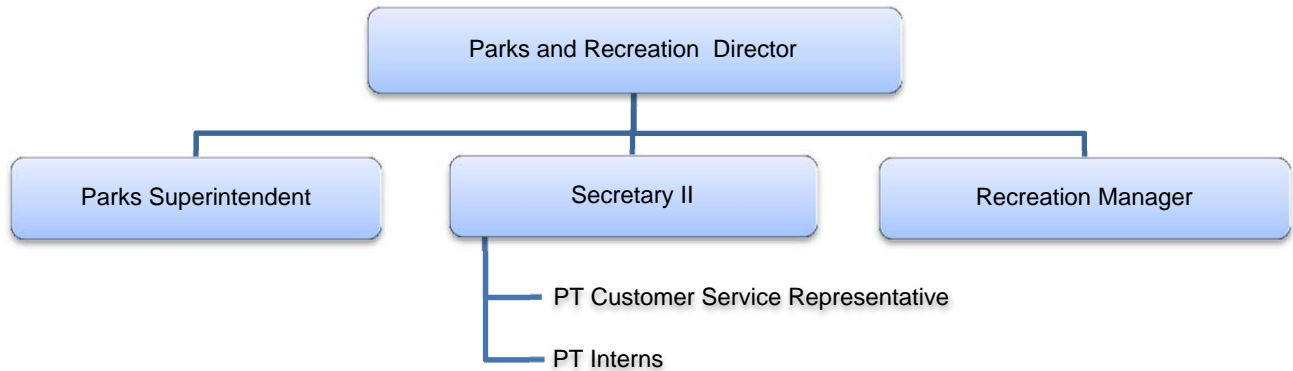 Parks and Recreation Director
Parks Superintendent
Secretary II
Recreation Manager
PT Customer Service Representative
PT Interns